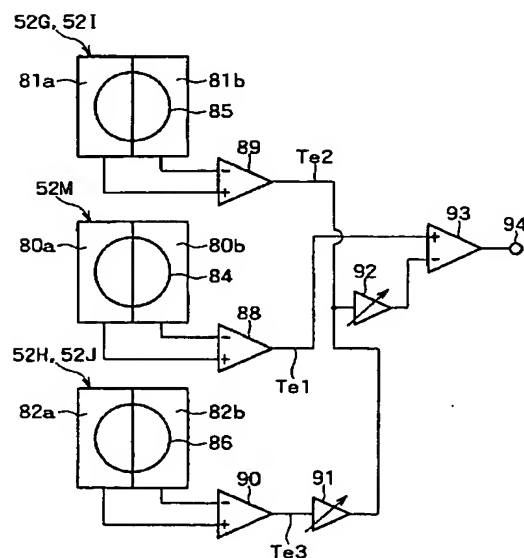 52G, 52I
81a
81b
85
89
Te2
52M
80a
80b
84
88
Te1
93
94
92
52H, 52J
82a
82b
86
90
91
Te3
+
-
+
-
+
-
+
-